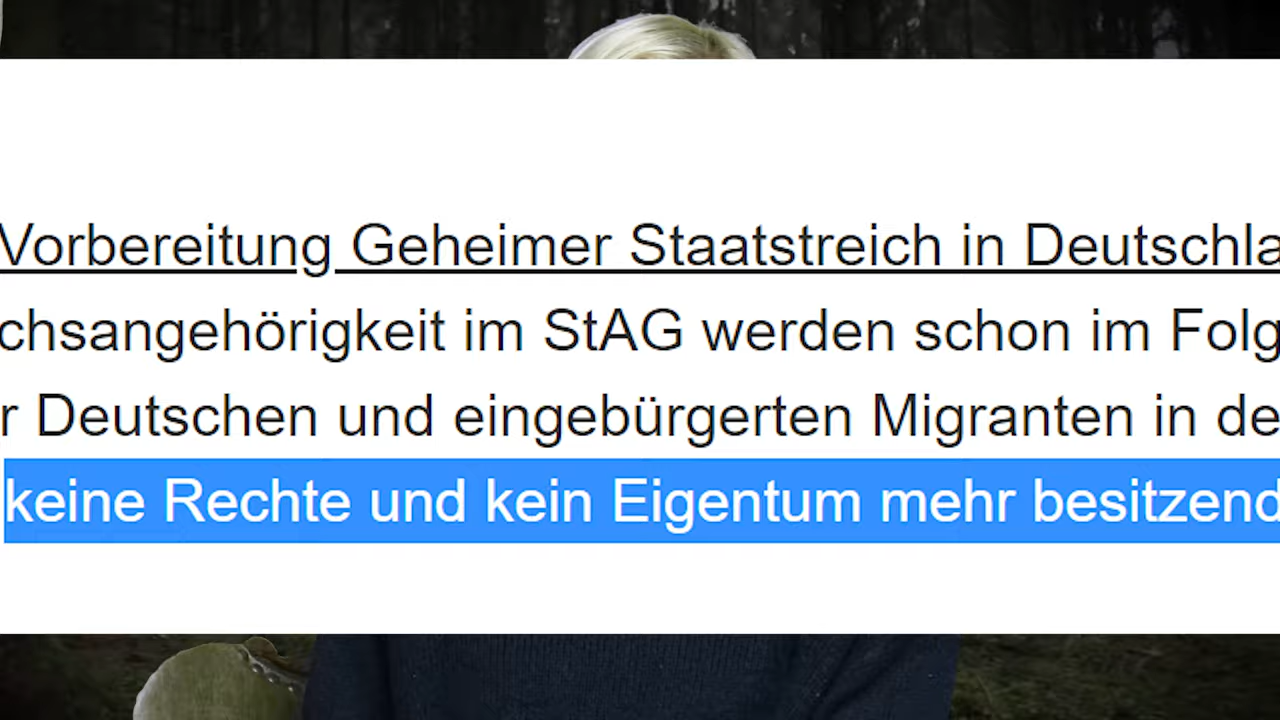 Vorbereitung Geheimer Staatstreich in Deutschla
chsangehörigkeit im StAG werden schon im Folg
r Deutschen und eingebürgerten Migranten in de
keine Rechte und kein Eigentum mehr besitzend